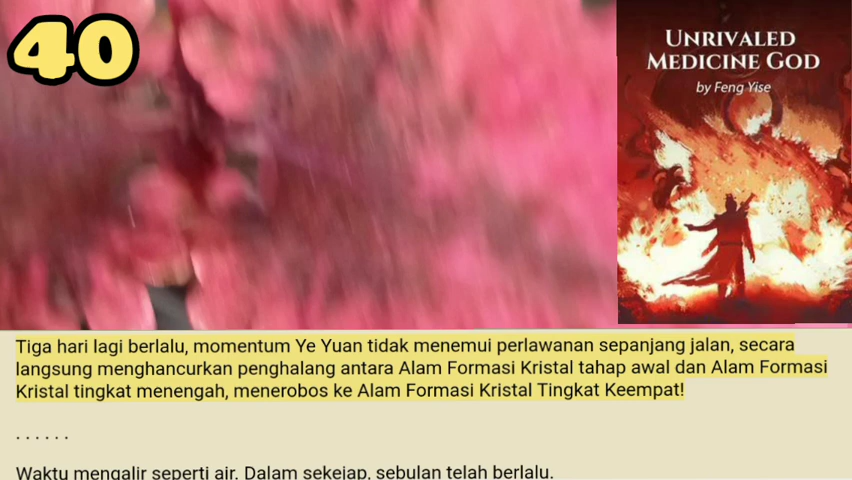 40
UNRIVALED
MEDICINE GOD
by Feng Yise
Tiga hari lagi berlalu, momentum Ye Yuan tidak menemui perlawanan sepanjang jalan, secara
langsung menghancurkan penghalang antara Alam Formasi Kristal tahap awal dan Alam Formasi
Kristal tingkat menengah, menerobos ke Alam Formasi Kristal Tingkat Keempat!
. . . . . .
Waktu mengalir seperti air. Dalam sekejap, sebulan telah berlalu.